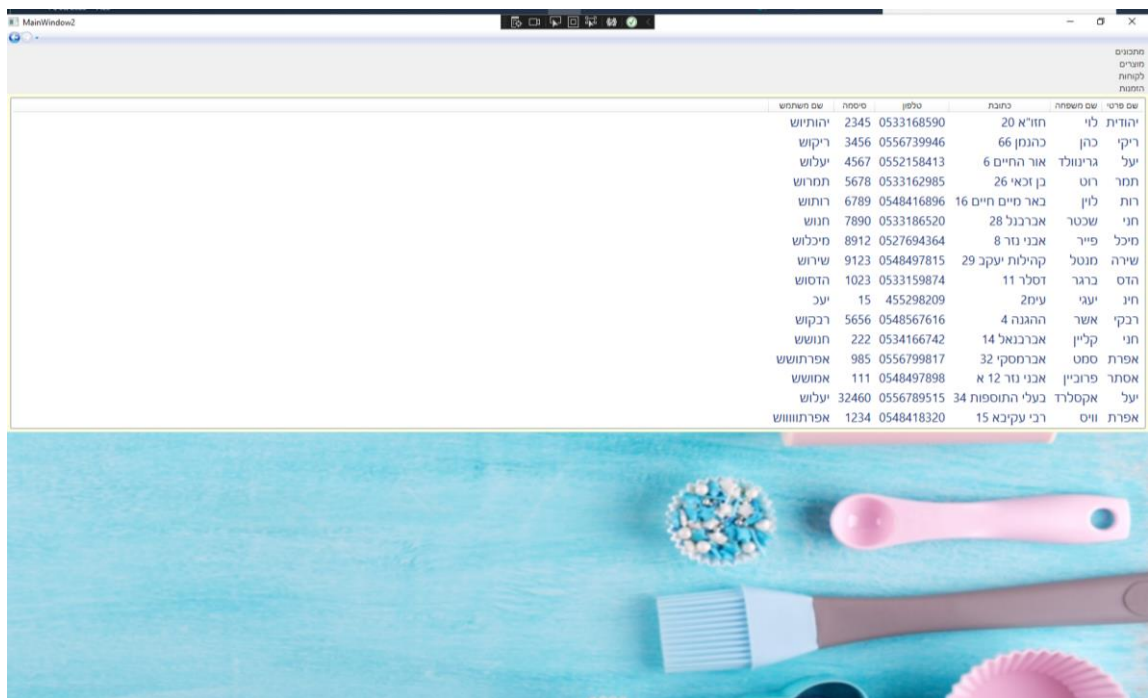 MainWindow2
מתכונים
מוצרים
לקוחות
הזמנות
שם פרטי שם משפחה כתובת טלפון סיסמה שם משתמש
יהודית לוי חזו"א 20 0533168590 2345 יהותיוש
ריקי כהן כהנמן 66 0556739946 3456 ריקוש
יעל גרינוולד אור החיים 6 0552158413 4567 יעלוש
תמר רוט בן זכאי 26 0533162985 5678 תמרוש
רות לוין באר מיים חיים 16 0548416896 6789 רותוש
חני שכטר אברבנל 28 0533186520 7890 חנוש
מיכל פייר אבני נזר 8 0527694364 8912 מיכלוש
שירה מנטל קהילות יעקב 29 0548497815 9123 שירוש
הדס ברגר דסלר 11 0533159874 1023 הדסוש
חינ יעגי עימ2 455298209 15 יעכ
רבקי אשר ההגנה 4 0548567616 5656 רבקוש
חני קליין אברבנאל 14 0534166742 222 חנושש
אפרת סמט אברמסקי 32 0556799817 985 אפרתושש
אסתר פרוביין אבני נזר 12 א 0548497898 111 אמושש
יעל אקסלרד בעלי התוספות 34 0556789515 32460 יעלוש
אפרת וויס רבי עקיבא 15 0548418320 1234 אפרתוווווש